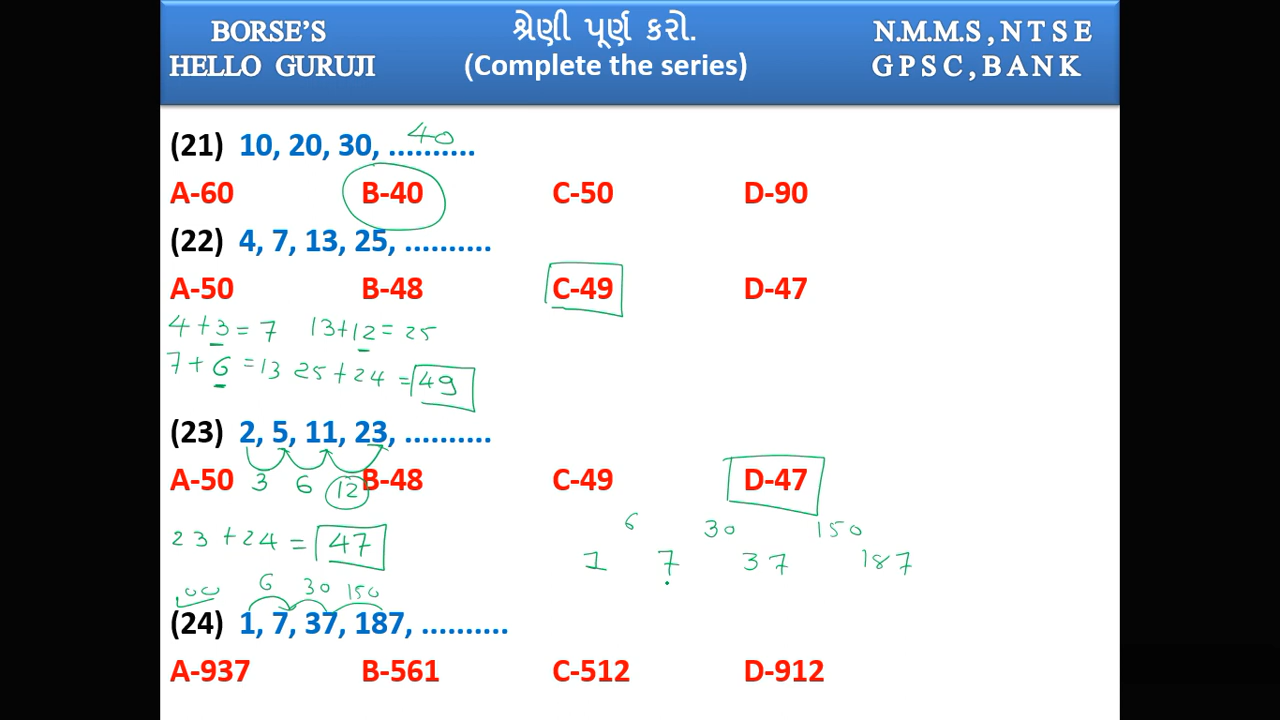 BORSE'S શ્રેણી પૂર્ણ કરો. N.M.M.S , N T S E
HELLO GURUJI (Complete the series) G P S C , B A N K
40
(21) 10, 20, 30, ..........
A-60 B-40 C-50 D-90
(22) 4, 7, 13, 25, ..........
A-50 B-48 C-49 D-47
4 + 3 = 7 13+12 = 25
7 + 6 = 13 25 + 24 = 49
(23) 2, 5, 11, 23, ..........
A-50 B-48 C-49 D-47
3 6 12
6 30 150
23 + 24 = 47
1 7 37 187
6 30 150
(24) 1, 7, 37, 187, ..........
A-937 B-561 C-512 D-912